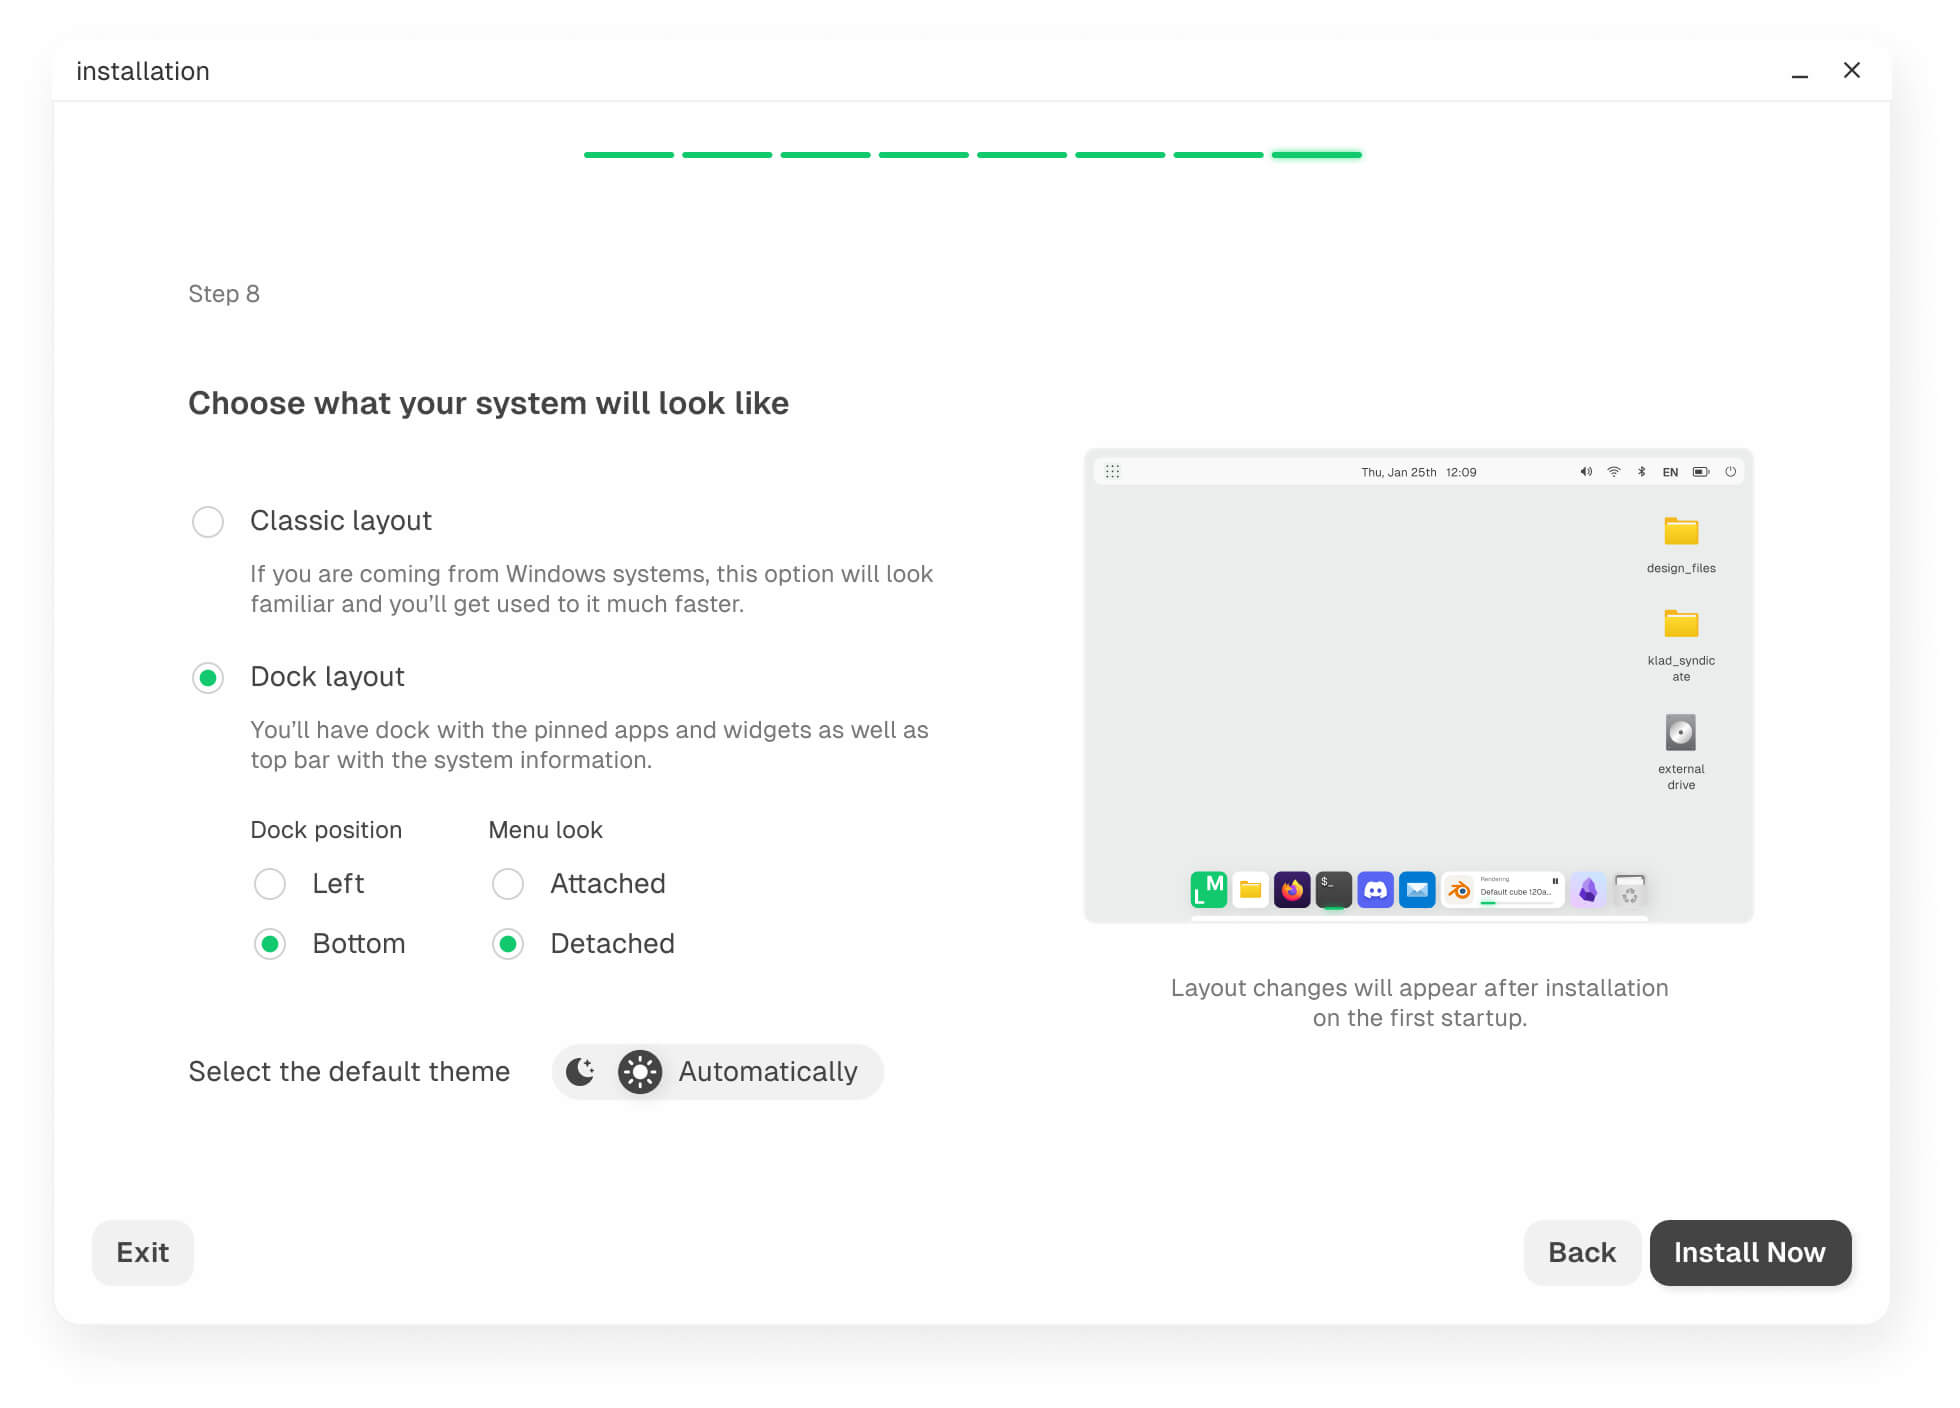 installation
Step 8
Choose what your system will look like
Classic layout
If you are coming from Windows systems, this option will look
familiar and you’ll get used to it much faster.
Dock layout
You’ll have dock with the pinned apps and widgets as well as
top bar with the system information.
Dock position
Left
Bottom
Menu look
Attached
Detached
Select the default theme
Automatically
Thu, Jan 25th 12:09
EN
design_files
klad_syndic
ate
external
drive
LM
$_
Rendering
Default cube 120a...
Layout changes will appear after installation
on the first startup.
Exit
Back
Install Now